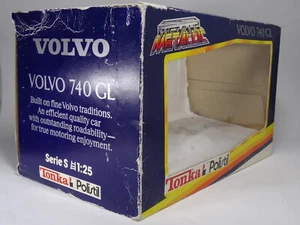 VOLVO
VOLVO 740 GL
Built on fine Volvo traditions.
An efficient quality car
with outstanding roadability—
for true motoring enjoyment.
Serie S 1:25
Tonka Polistil
METALLIC
VOLVO 740 GL
Tonka Polistil